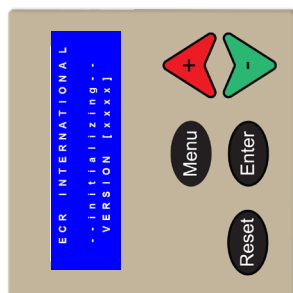 ECR INTERNATIONAL
--initializing--
VERSION [xxxx]
+
-
Menu
Enter
Reset